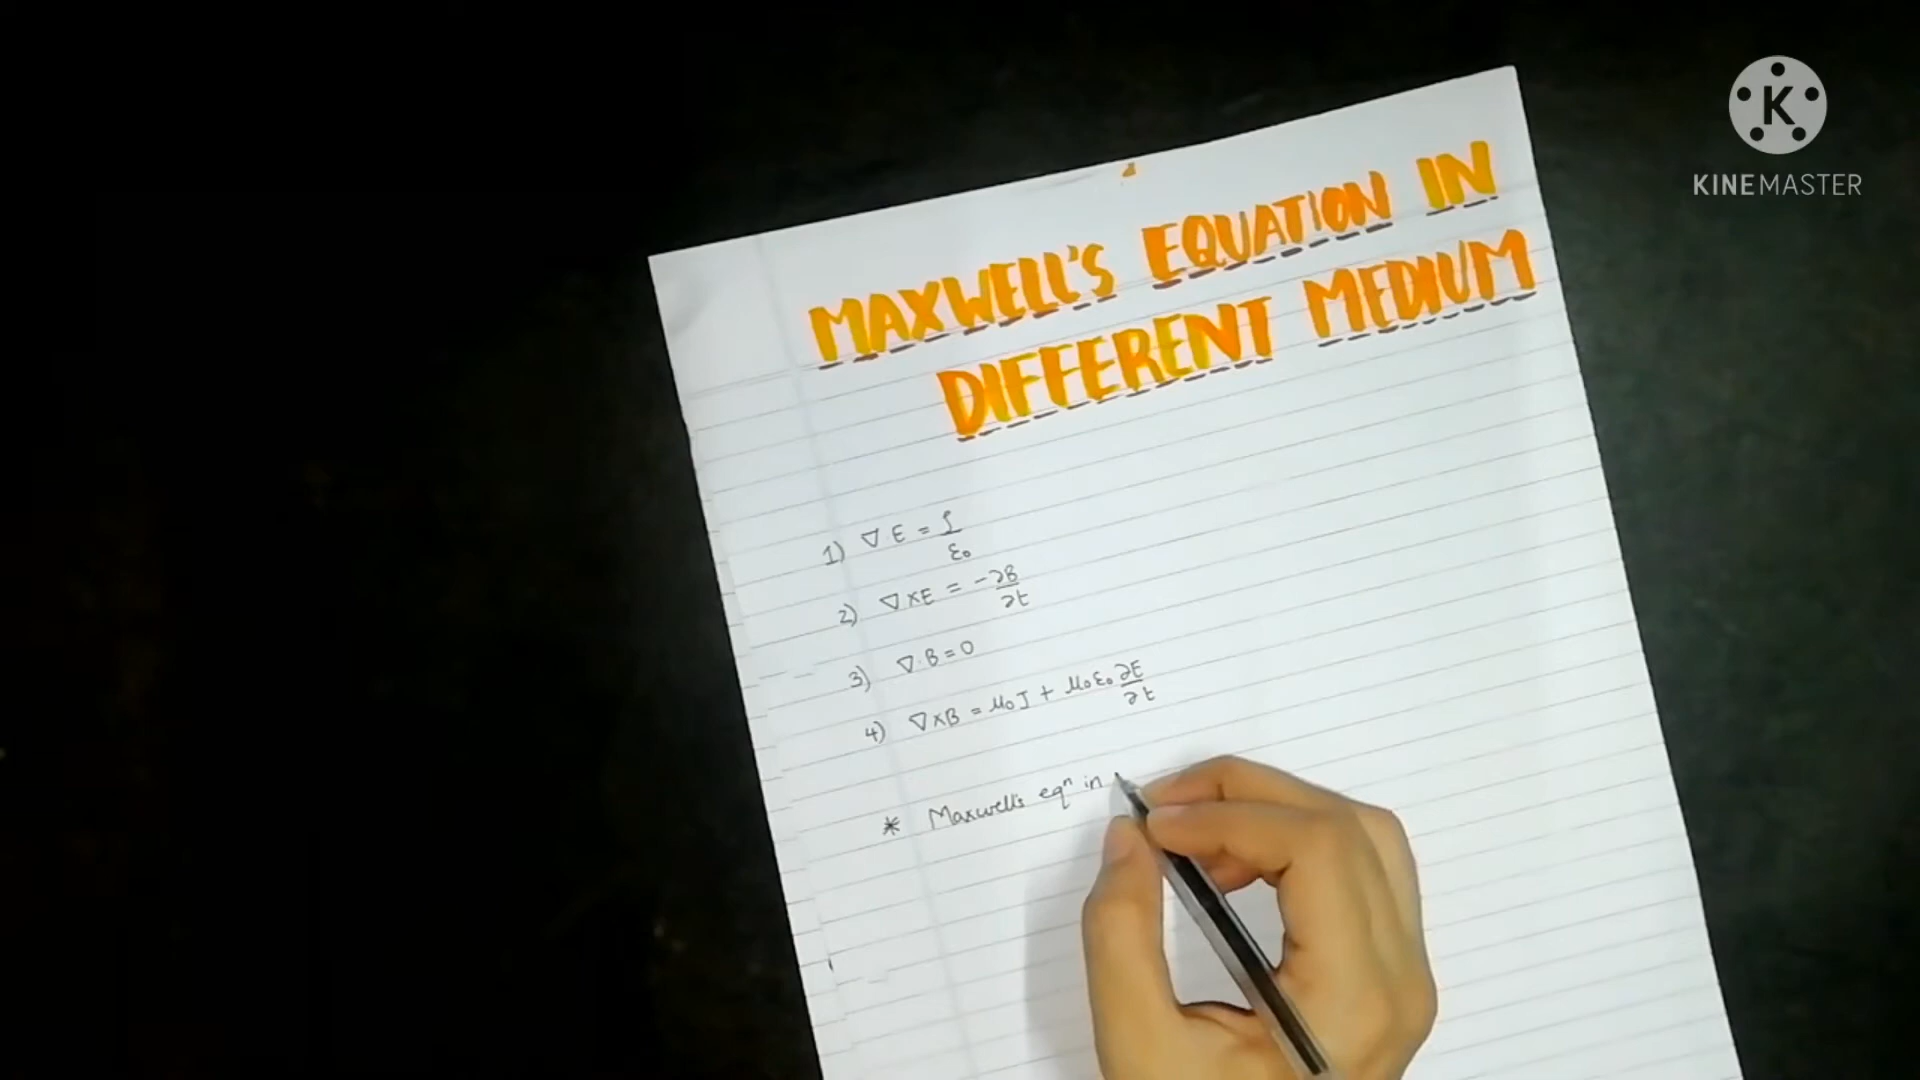 MAXWELL'S EQUATION IN
DIFFERENT MEDIUM
1) ∇·E = ρ/ε₀
2) ∇×E = -∂B/∂t
3) ∇·B = 0
4) ∇×B = μ₀J + μ₀ε₀ ∂E/∂t
* Maxwell's eqⁿ in
K
KINEMASTER